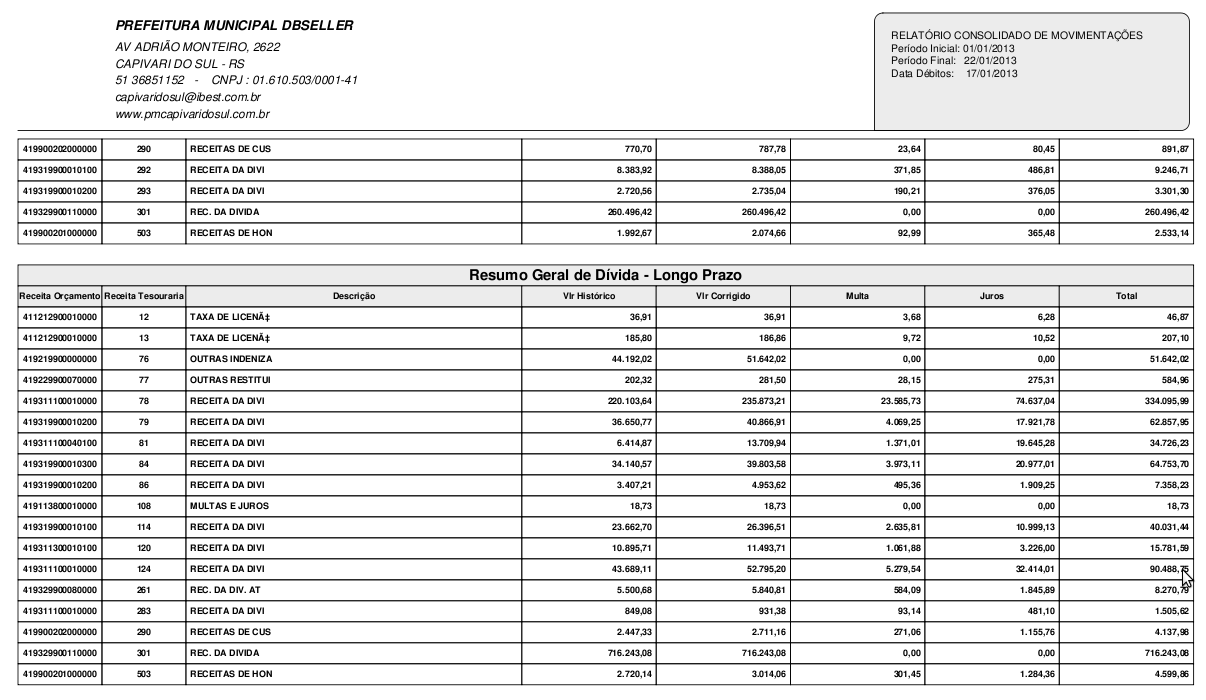 PREFEITURA MUNICIPAL DBSELLER
AV ADRIÃO MONTEIRO, 2622
CAPIVARI DO SUL - RS
51 36851152 - CNPJ : 01.610.503/0001-41
capivaridosul@ibest.com.br
www.pmcapivaridosul.com.br
RELATÓRIO CONSOLIDADO DE MOVIMENTAÇÕES
Período Inicial: 01/01/2013
Período Final: 22/01/2013
Data Débitos: 17/01/2013
419900202000000 290 RECEITAS DE CUS 770,70 787,78 23,64 80,45 891,87
419319900010100 292 RECEITA DA DIVI 8.383,92 8.388,05 371,85 486,81 9.246,71
419319900010200 293 RECEITA DA DIVI 2.720,56 2.735,04 190,21 376,05 3.301,30
419329900110000 301 REC. DA DIVIDA 260.496,42 260.496,42 0,00 0,00 260.496,42
419900201000000 503 RECEITAS DE HON 1.992,67 2.074,66 92,99 365,48 2.533,14
Resumo Geral de Dívida - Longo Prazo
Receita Orçamento Receita Tesouraria Descrição Vlr Histórico Vlr Corrigido Multa Juros Total
411212900010000 12 TAXA DE LICENÃ‡ 36,91 36,91 3,68 6,28 46,87
411212900010000 13 TAXA DE LICENÃ‡ 185,80 186,86 9,72 10,52 207,10
419219900000000 76 OUTRAS INDENIZA 44.192,02 51.642,02 0,00 0,00 51.642,02
419229900070000 77 OUTRAS RESTITUI 202,32 281,50 28,15 275,31 584,96
419311100010000 78 RECEITA DA DIVI 220.103,64 235.873,21 23.585,73 74.637,04 334.095,99
419319900010200 79 RECEITA DA DIVI 36.650,77 40.866,91 4.069,25 17.921,78 62.857,95
419311100040100 81 RECEITA DA DIVI 6.414,87 13.709,94 1.371,01 19.645,28 34.726,23
419319900010300 84 RECEITA DA DIVI 34.140,57 39.803,58 3.973,11 20.977,01 64.753,70
419319900010200 86 RECEITA DA DIVI 3.407,21 4.953,62 495,36 1.909,25 7.358,23
419113800010000 108 MULTAS E JUROS 18,73 18,73 0,00 0,00 18,73
419319900010100 114 RECEITA DA DIVI 23.662,70 26.396,51 2.635,81 10.999,13 40.031,44
419311300010100 120 RECEITA DA DIVI 10.895,71 11.493,71 1.061,88 3.226,00 15.781,59
419311100010000 124 RECEITA DA DIVI 43.689,11 52.795,20 5.279,54 32.414,01 90.488,75
419329900080000 261 REC. DA DIV. AT 5.500,68 5.840,81 584,09 1.845,89 8.270,79
419311100010000 283 RECEITA DA DIVI 849,08 931,38 93,14 481,10 1.505,62
419900202000000 290 RECEITAS DE CUS 2.447,33 2.711,16 271,06 1.155,76 4.137,98
419329900110000 301 REC. DA DIVIDA 716.243,08 716.243,08 0,00 0,00 716.243,08
419900201000000 503 RECEITAS DE HON 2.720,14 3.014,06 301,45 1.284,36 4.599,86